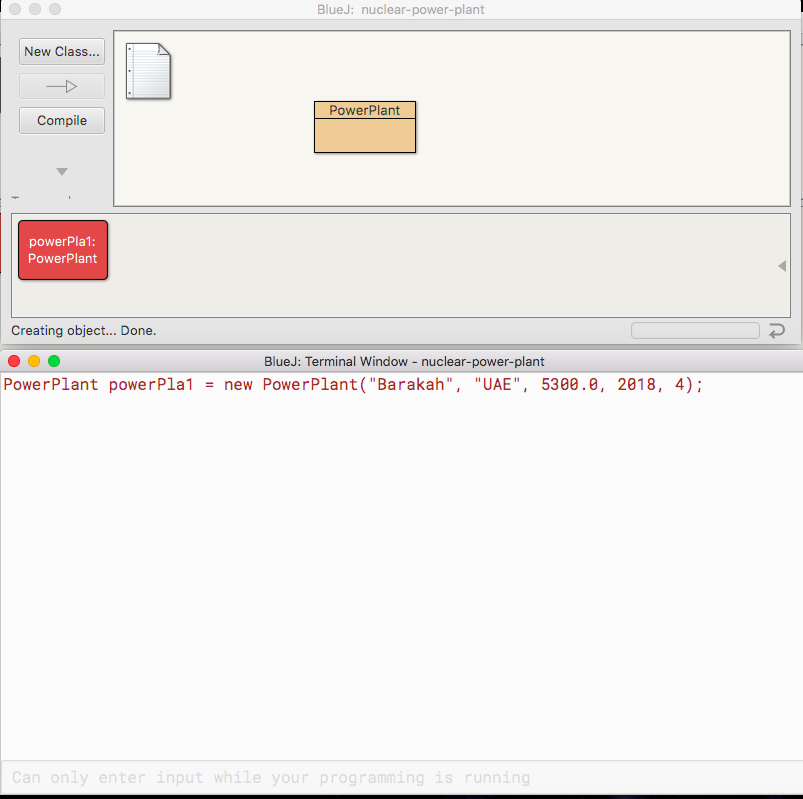 BlueJ: nuclear-power-plant
New Class...
Compile
PowerPlant
powerPla1:
PowerPlant
Creating object... Done.
BlueJ: Terminal Window - nuclear-power-plant
PowerPlant powerPla1 = new PowerPlant("Barakah", "UAE", 5300.0, 2018, 4);
Can only enter input while your programming is running